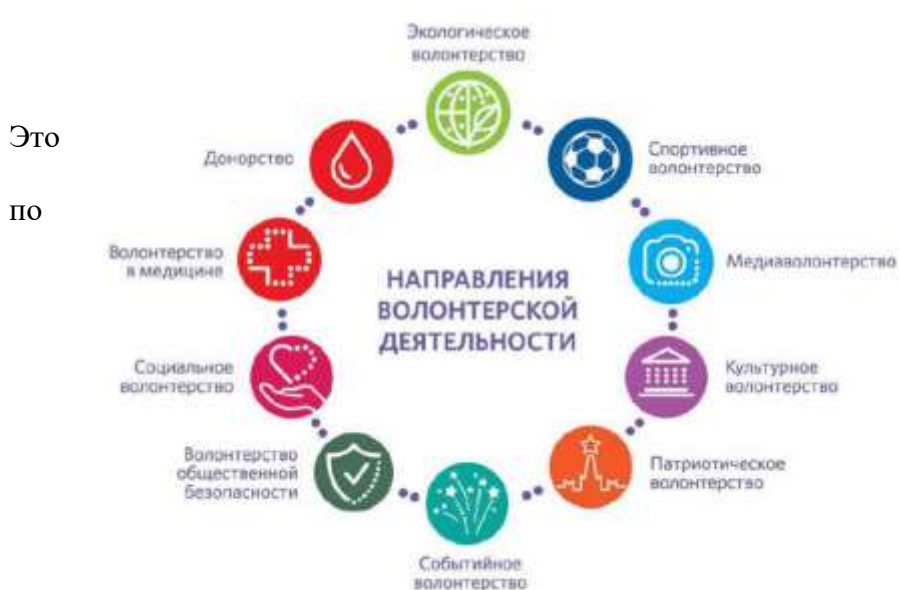 Это
по
Экологическое
волонтерство
Спортивное
волонтерство
Медиаволонтерство
Культурное
волонтерство
Патриотическое
волонтерство
Событийное
волонтерство
Волонтерство
общественной
безопасности
Социальное
волонтерство
Волонтерство
в медицине
Донорство
НАПРАВЛЕНИЯ
ВОЛОНТЕРСКОЙ
ДЕЯТЕЛЬНОСТИ